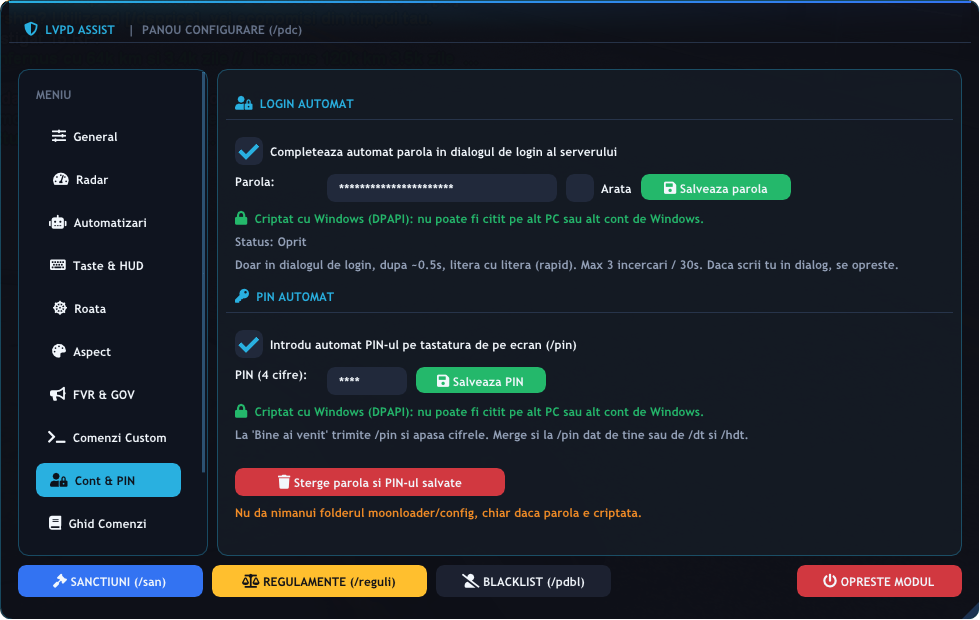 LVPD ASSIST | PANOU CONFIGURARE (/pdc)
MENIU
General
Radar
Automatizari
Taste & HUD
Roata
Aspect
FVR & GOV
Comenzi Custom
Cont & PIN
Ghid Comenzi
LOGIN AUTOMAT
Completeaza automat parola in dialogul de login al serverului
Parola: ********************** Arata Salveaza parola
Criptat cu Windows (DPAPI): nu poate fi citit pe alt PC sau alt cont de Windows.
Status: Oprit
Doar in dialogul de login, dupa ~0.5s, litera cu litera (rapid). Max 3 incercari / 30s. Daca scrii tu in dialog, se opreste.
PIN AUTOMAT
Introdu automat PIN-ul pe tastatura de pe ecran (/pin)
PIN (4 cifre): **** Salveaza PIN
Criptat cu Windows (DPAPI): nu poate fi citit pe alt PC sau alt cont de Windows.
La 'Bine ai venit' trimite /pin si apasa cifrele. Merge si la /pin dat de tine sau de /dt si /hdt.
Sterge parola si PIN-ul salvate
Nu da nimanui folderul moonloader/config, chiar daca parola e criptata.
SANCTIUNI (/san) REGULAMENTE (/reguli) BLACKLIST (/pdbl) OPRESTE MODUL